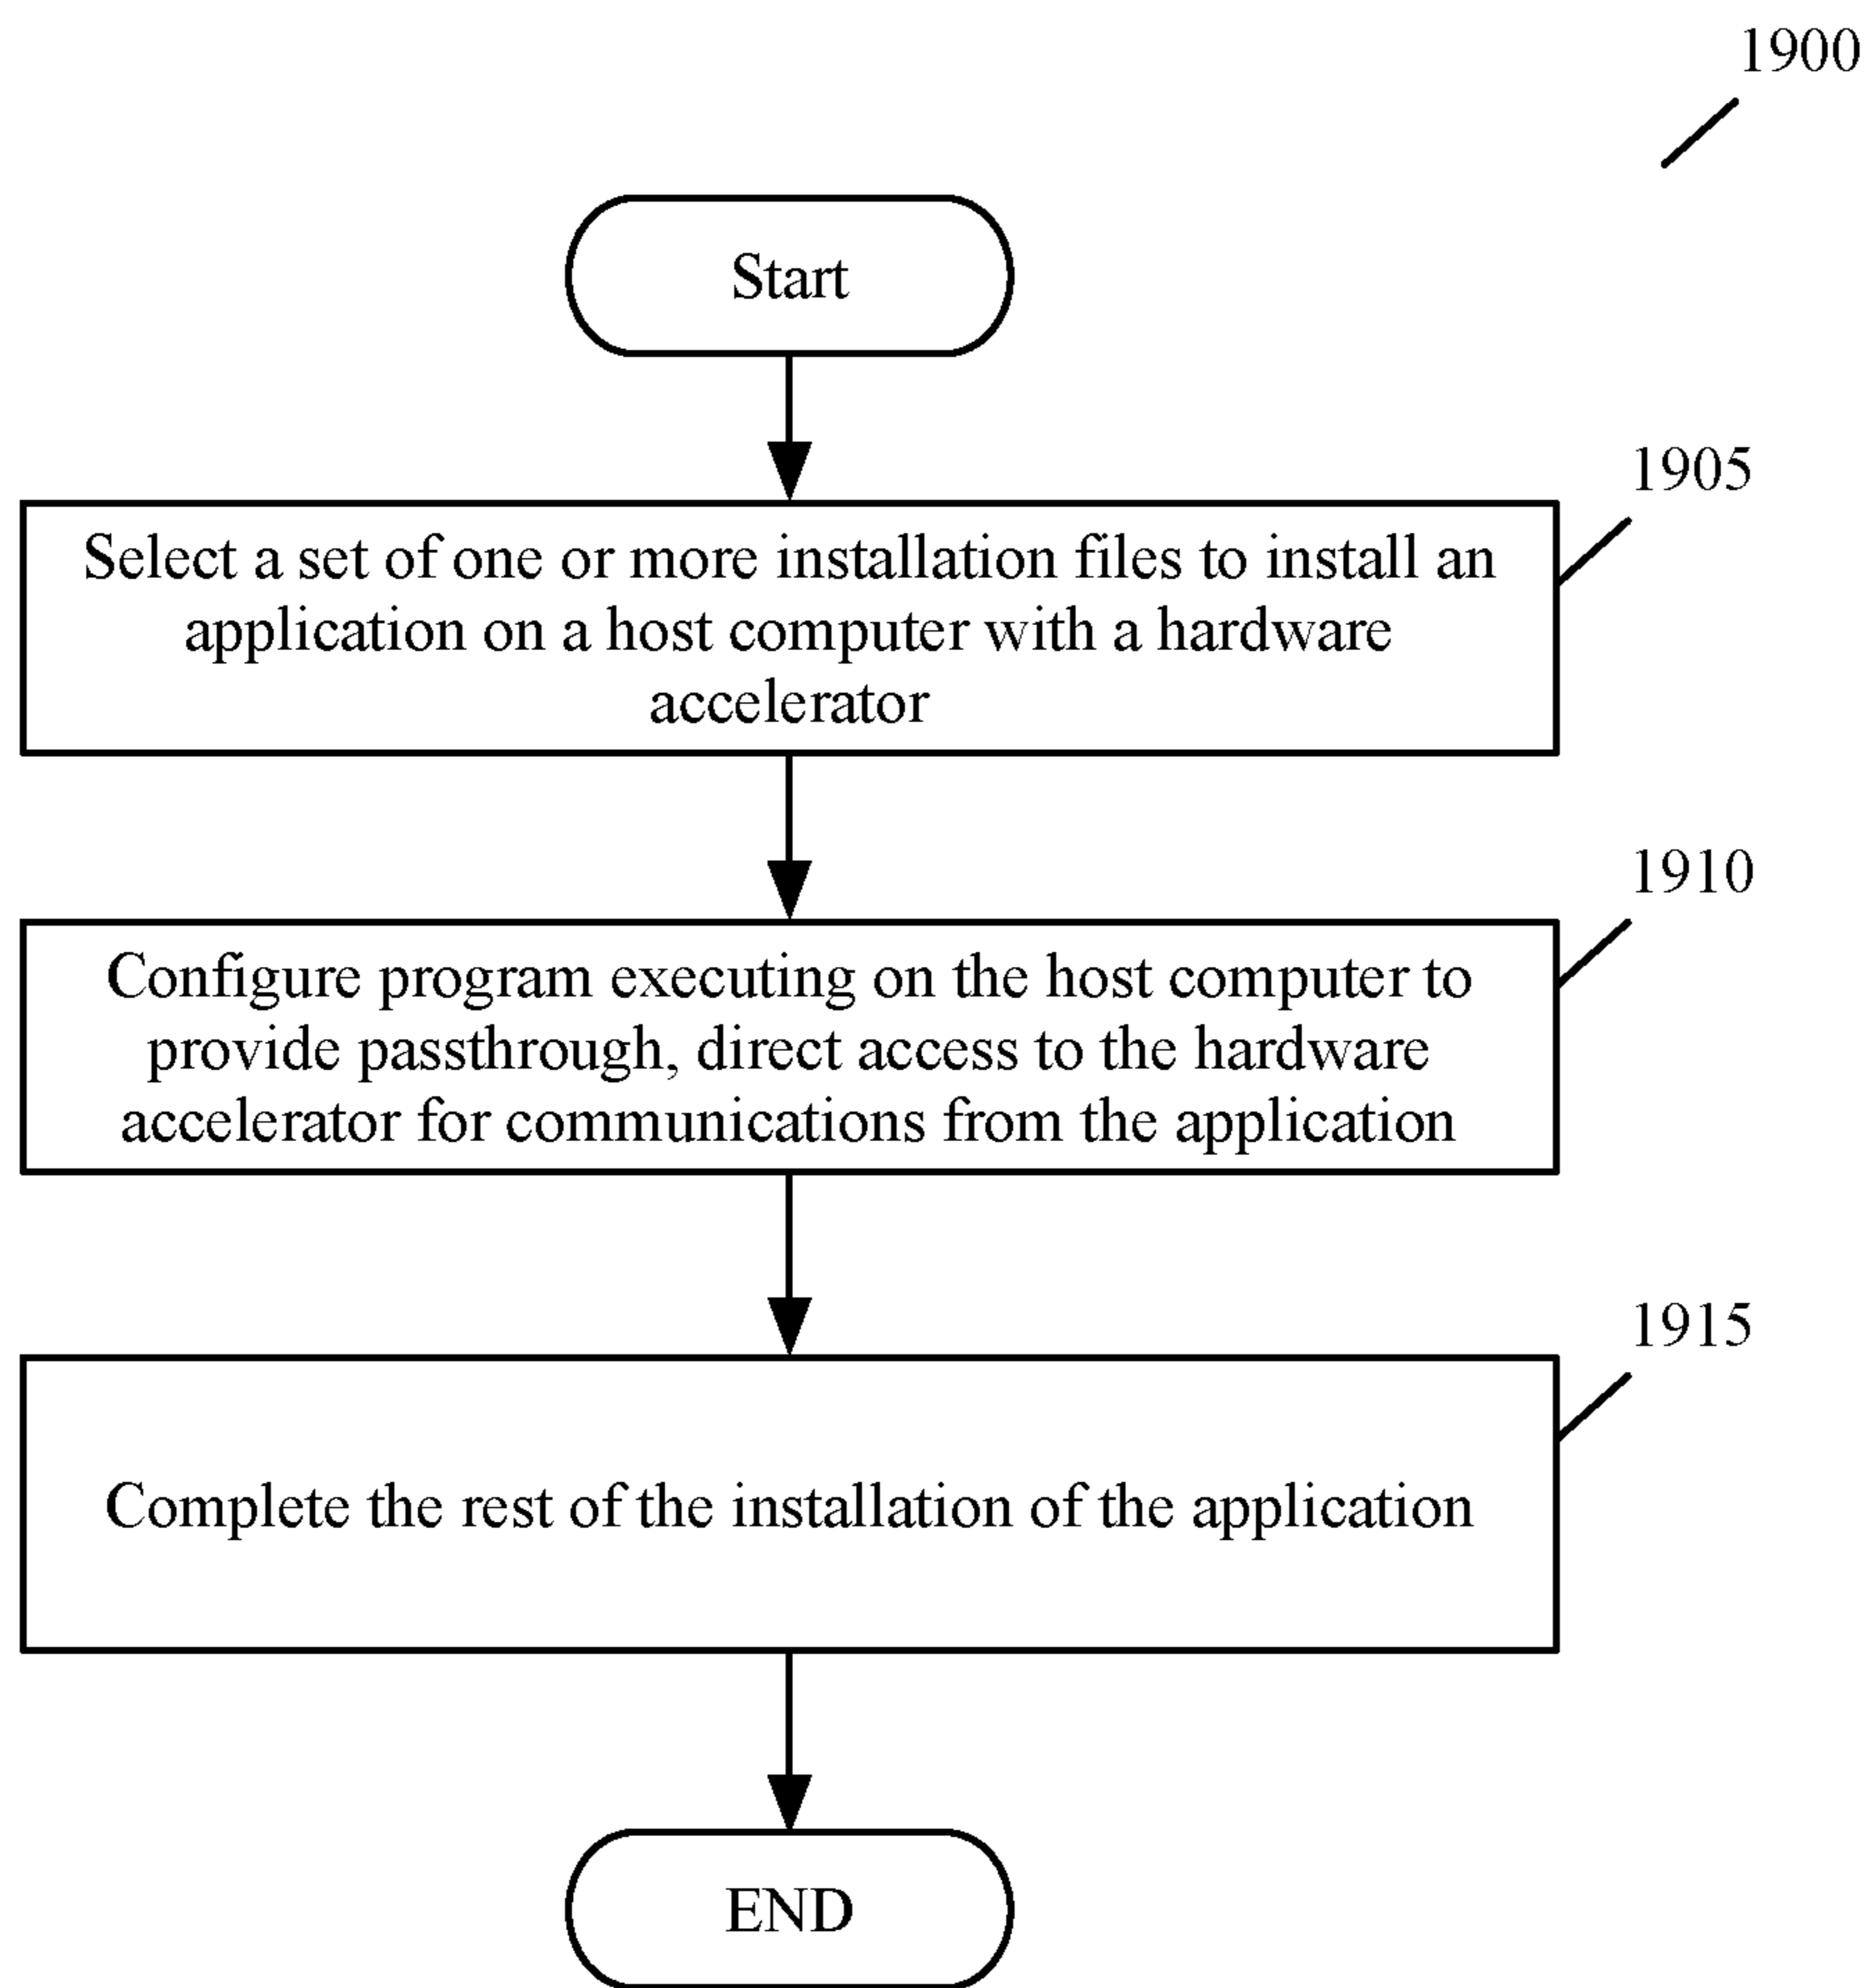 1900
Start
1905
Select a set of one or more installation files to install an
application on a host computer with a hardware
accelerator
1910
Configure program executing on the host computer to
provide passthrough, direct access to the hardware
accelerator for communications from the application
1915
Complete the rest of the installation of the application
END